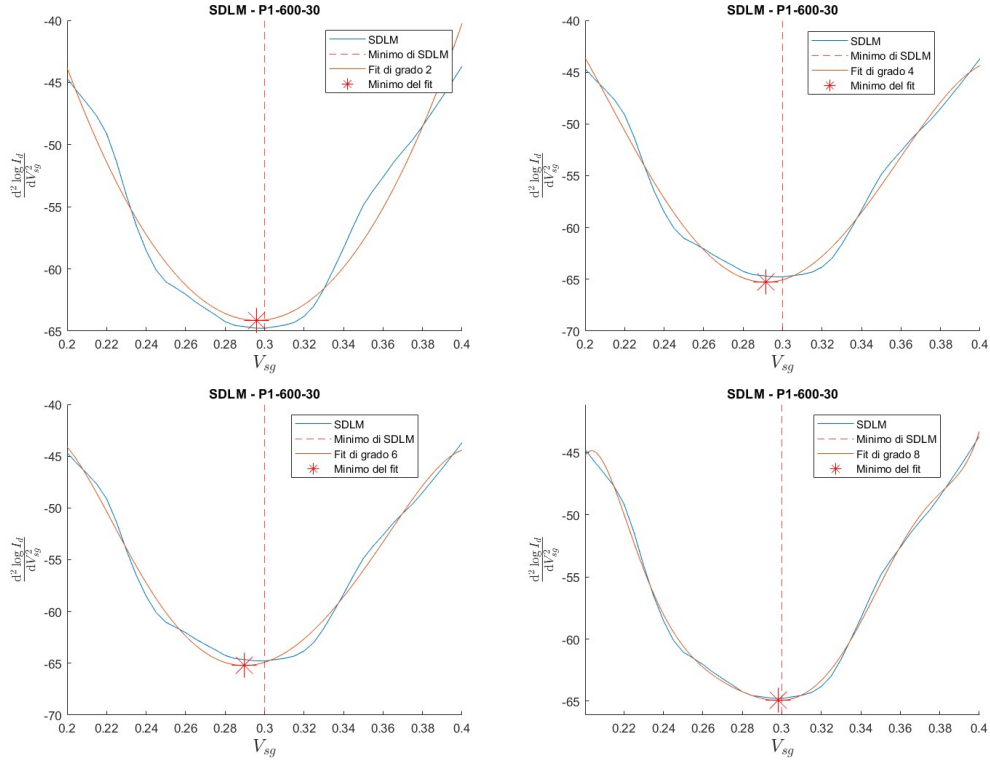 SDLM - P1-600-30
SDLM
Minimo di SDLM
Fit di grado 2
Minimo del fit
-40
-45
-50
-55
-60
-65
d² log I_d
dV²_sg
0.2 0.22 0.24 0.26 0.28 0.3 0.32 0.34 0.36 0.38 0.4
V_sg
SDLM - P1-600-30
SDLM
Minimo di SDLM
Fit di grado 4
Minimo del fit
-40
-45
-50
-55
-60
-65
-70
d² log I_d
dV²_sg
0.2 0.22 0.24 0.26 0.28 0.3 0.32 0.34 0.36 0.38 0.4
V_sg
SDLM - P1-600-30
SDLM
Minimo di SDLM
Fit di grado 6
Minimo del fit
-40
-45
-50
-55
-60
-65
-70
d² log I_d
dV²_sg
0.2 0.22 0.24 0.26 0.28 0.3 0.32 0.34 0.36 0.38 0.4
V_sg
SDLM - P1-600-30
SDLM
Minimo di SDLM
Fit di grado 8
Minimo del fit
-45
-50
-55
-60
-65
d² log I_d
dV²_sg
0.22 0.24 0.26 0.28 0.3 0.32 0.34 0.36 0.38 0.4
V_sg